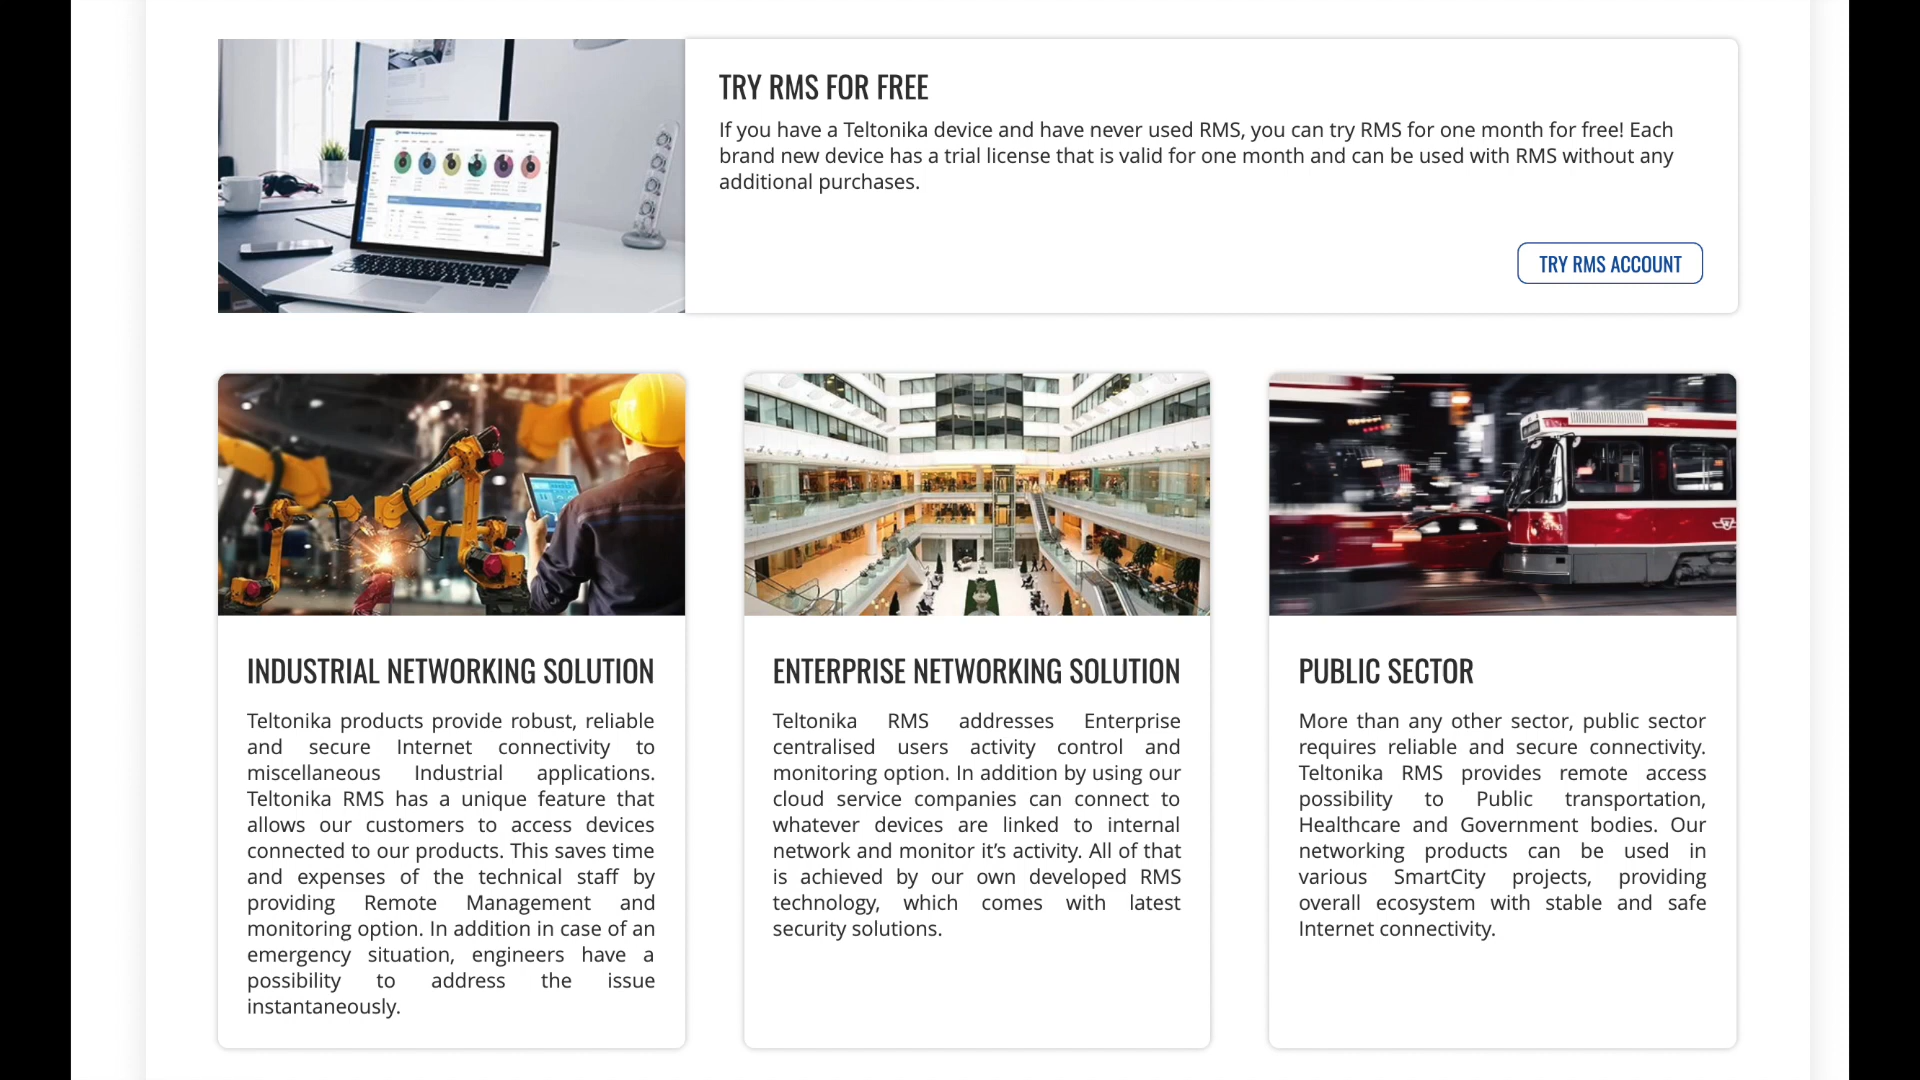 TRY RMS FOR FREE
If you have a Teltonika device and have never used RMS, you can try RMS for one month for free! Each
brand new device has a trial license that is valid for one month and can be used with RMS without any
additional purchases.
TRY RMS ACCOUNT
INDUSTRIAL NETWORKING SOLUTION
Teltonika products provide robust, reliable
and secure Internet connectivity to
miscellaneous Industrial applications.
Teltonika RMS has a unique feature that
allows our customers to access devices
connected to our products. This saves time
and expenses of the technical staff by
providing Remote Management and
monitoring option. In addition in case of an
emergency situation, engineers have a
possibility to address the issue
instantaneously.
ENTERPRISE NETWORKING SOLUTION
Teltonika RMS addresses Enterprise
centralised users activity control and
monitoring option. In addition by using our
cloud service companies can connect to
whatever devices are linked to internal
network and monitor it’s activity. All of that
is achieved by our own developed RMS
technology, which comes with latest
security solutions.
PUBLIC SECTOR
More than any other sector, public sector
requires reliable and secure connectivity.
Teltonika RMS provides remote access
possibility to Public transportation,
Healthcare and Government bodies. Our
networking products can be used in
various SmartCity projects, providing
overall ecosystem with stable and safe
Internet connectivity.